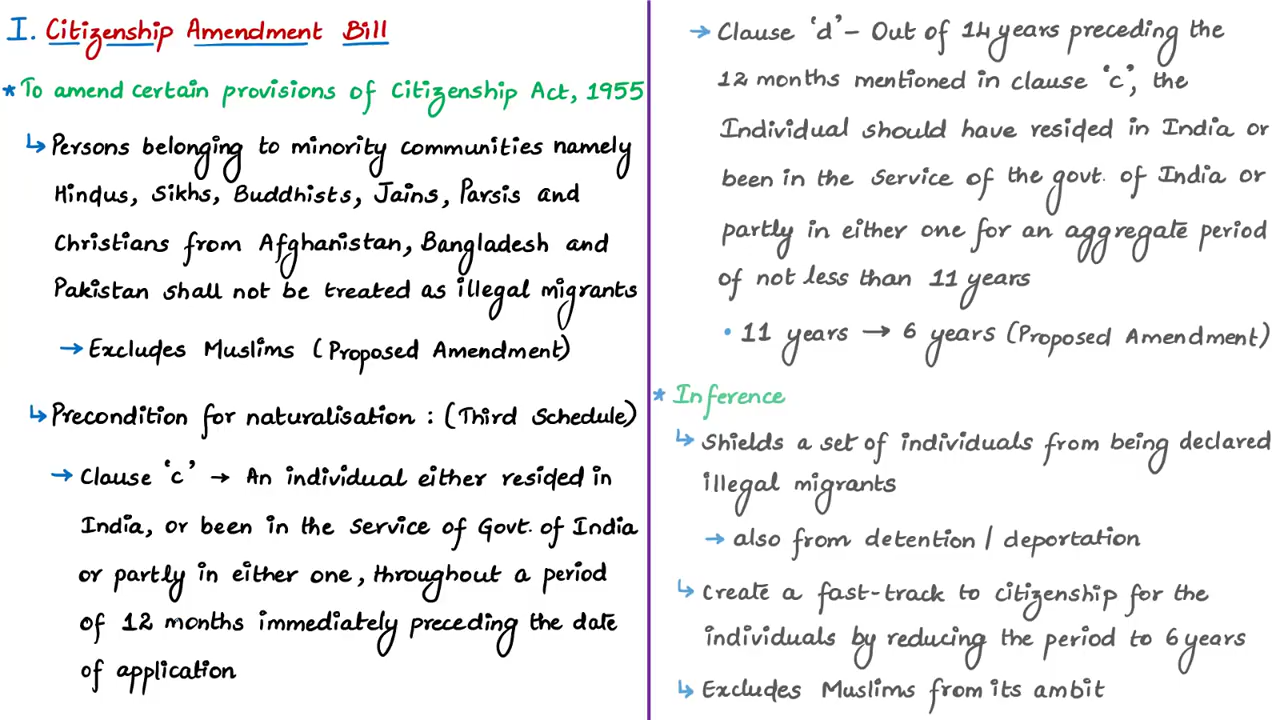 I. Citizenship Amendment Bill
* To amend certain provisions of Citizenship Act, 1955
↳ Persons belonging to minority communities namely
Hindus, Sikhs, Buddhists, Jains, Parsis and
Christians from Afghanistan, Bangladesh and
Pakistan shall not be treated as illegal migrants
→ Excludes Muslims (Proposed Amendment)
↳ Precondition for naturalisation : (Third Schedule)
→ Clause 'c' → An individual either resided in
India, or been in the service of Govt. of India
or partly in either one, throughout a period
of 12 months immediately preceding the date
of application
→ Clause 'd' - Out of 14 years preceding the
12 months mentioned in clause 'c', the
Individual should have resided in India or
been in the service of the govt. of India or
partly in either one for an aggregate period
of not less than 11 years
• 11 years → 6 years (Proposed Amendment)
* Inference
↳ Shields a set of individuals from being declared
illegal migrants
→ also from detention / deportation
↳ Create a fast-track to citizenship for the
individuals by reducing the period to 6 years
↳ Excludes Muslims from its ambit